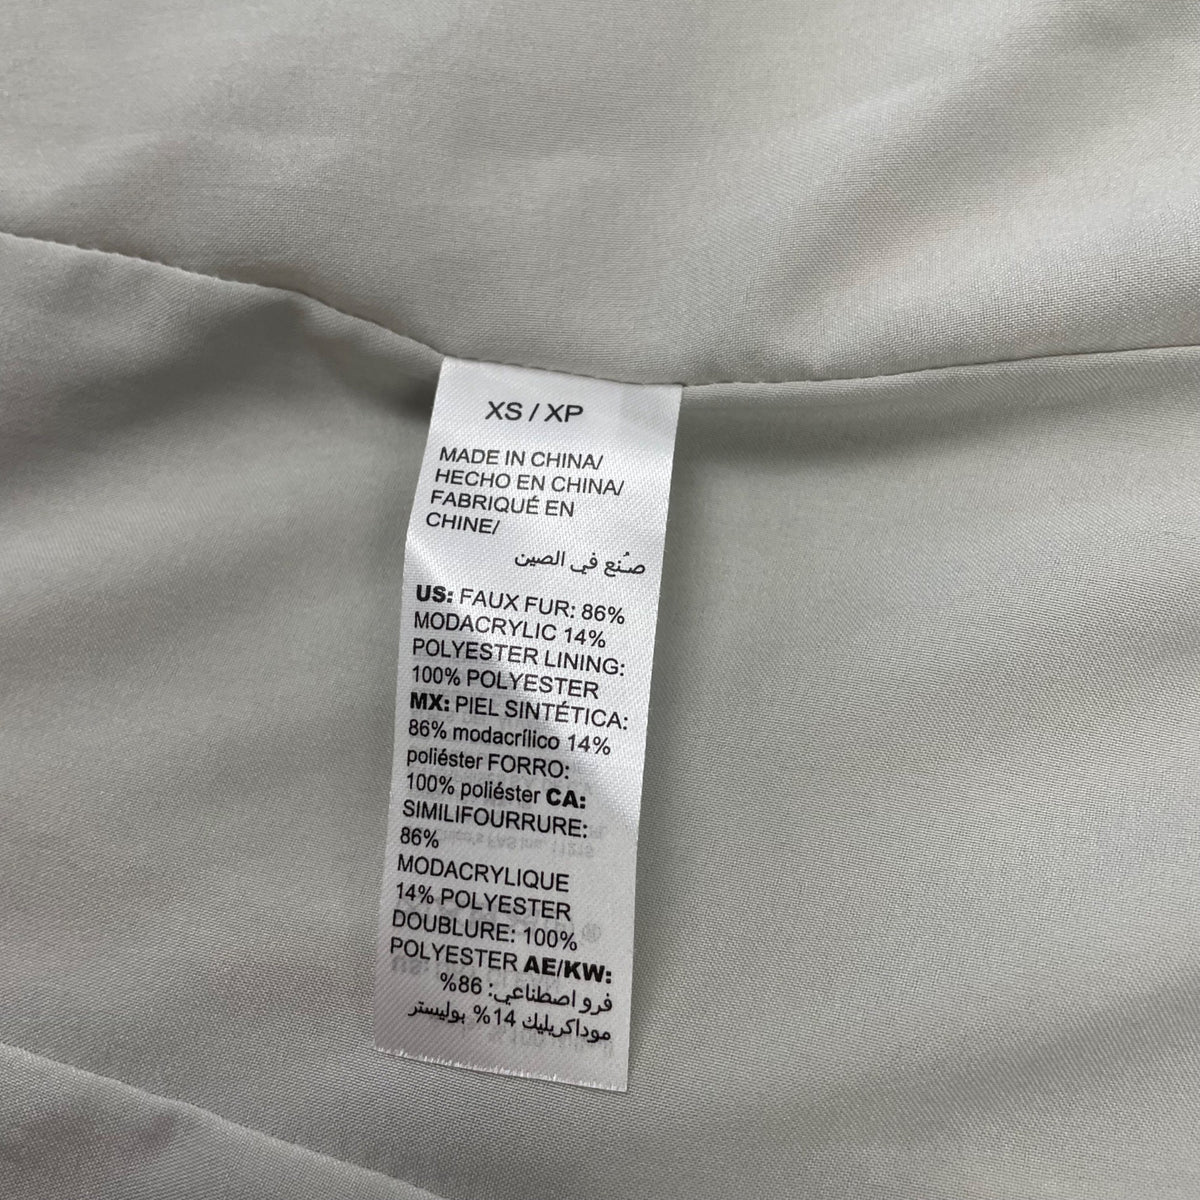 XS / XP
MADE IN CHINA/
HECHO EN CHINA/
FABRIQUÉ EN
CHINE/
صُنع في الصين
US: FAUX FUR: 86%
MODACRYLIC 14%
POLYESTER LINING:
100% POLYESTER
MX: PIEL SINTÉTICA:
86% modacrílico 14%
poliéster FORRO:
100% poliéster CA:
SIMILIFOURRURE:
86%
MODACRYLIQUE
14% POLYESTER
DOUBLURE: 100%
POLYESTER AE/KW:
فرو اصطناعي: 86%
موداكريليك 14% بوليستر